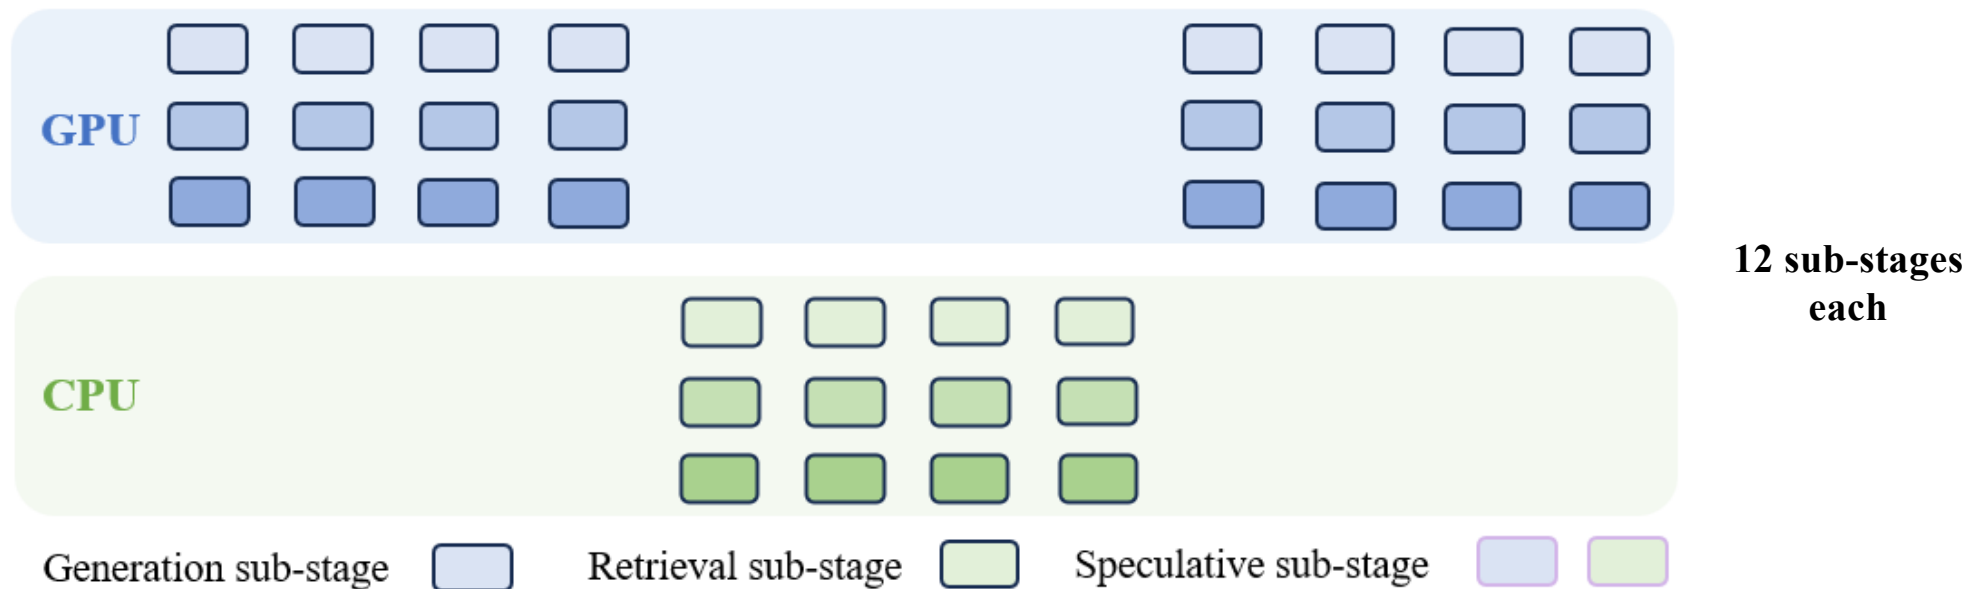 GPU
12 sub-stages
each
CPU
Generation sub-stage
Retrieval sub-stage
Speculative sub-stage